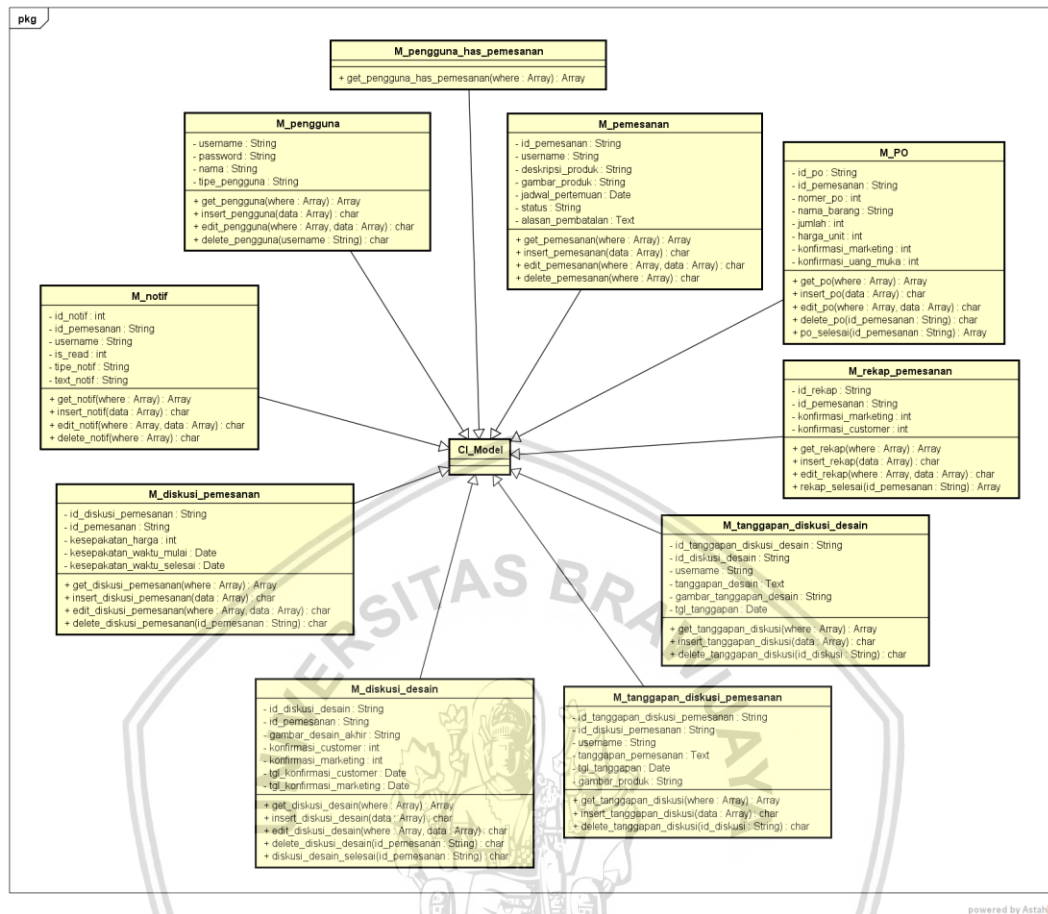 pkg
M_pengguna_has_pemesanan
+ get_pengguna_has_pemesanan(where : Array) : Array
M_pengguna
- username : String
- password : String
- nama : String
- tipe_pengguna : String
+ get_pengguna(where : Array) : Array
+ insert_pengguna(data : Array) : char
+ edit_pengguna(where : Array, data : Array) : char
+ delete_pengguna(username : String) : char
M_pemesanan
- id_pemesanan : String
- username : String
- deskripsi_produk : String
- gambar_produk : String
- jadwal_pertemuan : Date
- status : String
- alasan_pembatalan : Text
+ get_pemesanan(where : Array) : Array
+ insert_pemesanan(data : Array) : char
+ edit_pemesanan(where : Array, data : Array) : char
+ delete_pemesanan(where : Array) : char
M_PO
- id_po : String
- id_pemesanan : String
- nomer_po : int
- nama_barang : String
- jumlah : int
- harga_unit : int
- konfirmasi_marketing : int
- konfirmasi_uang_muka : int
+ get_po(where : Array) : Array
+ insert_po(data : Array) : char
+ edit_po(where : Array, data : Array) : char
+ delete_po(id_pemesanan : String) : char
+ po_selesai(id_pemesanan : String) : Array
M_notif
- id_notif : int
- id_pemesanan : String
- username : String
- is_read : int
- tipe_notif : String
- text_notif : String
+ get_notif(where : Array) : Array
+ insert_notif(data : Array) : char
+ edit_notif(where : Array, data : Array) : char
+ delete_notif(where : Array) : char
M_rekap_pemesanan
- id_rekap : String
- id_pemesanan : String
- konfirmasi_marketing : int
- konfirmasi_customer : int
+ get_rekap(where : Array) : Array
+ insert_rekap(data : Array) : char
+ edit_rekap(where : Array, data : Array) : char
+ rekap_selesai(id_pemesanan : String) : Array
CI_Model
M_diskusi_pemesanan
- id_diskusi_pemesanan : String
- id_pemesanan : String
- kesepakatan_harga : int
- kesepakatan_waktu_mulai : Date
- kesepakatan_waktu_selesai : Date
+ get_diskusi_pemesanan(where : Array) : Array
+ insert_diskusi_pemesanan(data : Array) : char
+ edit_diskusi_pemesanan(where : Array, data : Array) : char
+ delete_diskusi_pemesanan(id_pemesanan : String) : char
M_tanggapan_diskusi_desain
- id_tanggapan_diskusi_desain : String
- id_diskusi_desain : String
- username : String
- tanggapan_desain : Text
- gambar_tanggapan_desain : String
- tgl_tanggapan : Date
+ get_tanggapan_diskusi(where : Array) : Array
+ insert_tanggapan_diskusi(data : Array) : char
+ delete_tanggapan_diskusi(id_diskusi : String) : char
M_diskusi_desain
- id_diskusi_desain : String
- id_pemesanan : String
- gambar_desain_akhir : String
- konfirmasi_customer : int
- konfirmasi_marketing : int
- tgl_konfirmasi_customer : Date
- tgl_konfirmasi_marketing : Date
+ get_diskusi_desain(where : Array) : Array
+ insert_diskusi_desain(data : Array) : char
+ edit_diskusi_desain(where : Array, data : Array) : char
+ delete_diskusi_desain(id_pemesanan : String) : char
+ diskusi_desain_selesai(id_pemesanan : String) : char
M_tanggapan_diskusi_pemesanan
- id_tanggapan_diskusi_pemesanan : String
- id_diskusi_pemesanan : String
- username : String
- tanggapan_pemesanan : Text
- tgl_tanggapan : Date
- gambar_produk : String
+ get_tanggapan_diskusi(where : Array) : Array
+ insert_tanggapan_diskusi(data : Array) : char
+ delete_tanggapan_diskusi(id_diskusi : String) : char
UNIVERSITAS BRAWIJAYA
powered by Astah